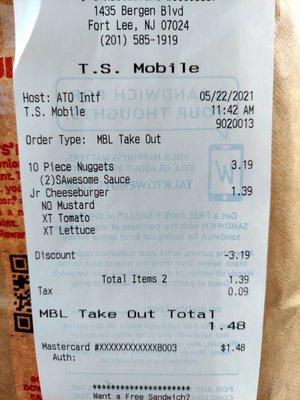 1435 Bergen Blvd
Fort Lee, NJ 07024
(201) 585-1919
T.S. Mobile
Host: ATO Intf 05/22/2021
T.S. Mobile 11:42 AM
9020013
Order Type: MBL Take Out
10 Piece Nuggets 3.19
(2)SAwesome Sauce
Jr Cheeseburger 1.39
NO Mustard
XT Tomato
XT Lettuce
Discount -3.19
Total Items 2 1.39
Tax 0.09
MBL Take Out Total
1.48
Mastercard #XXXXXXXXXXXX8003 $1.48
Auth:
********************
Want a Free Sandwich?